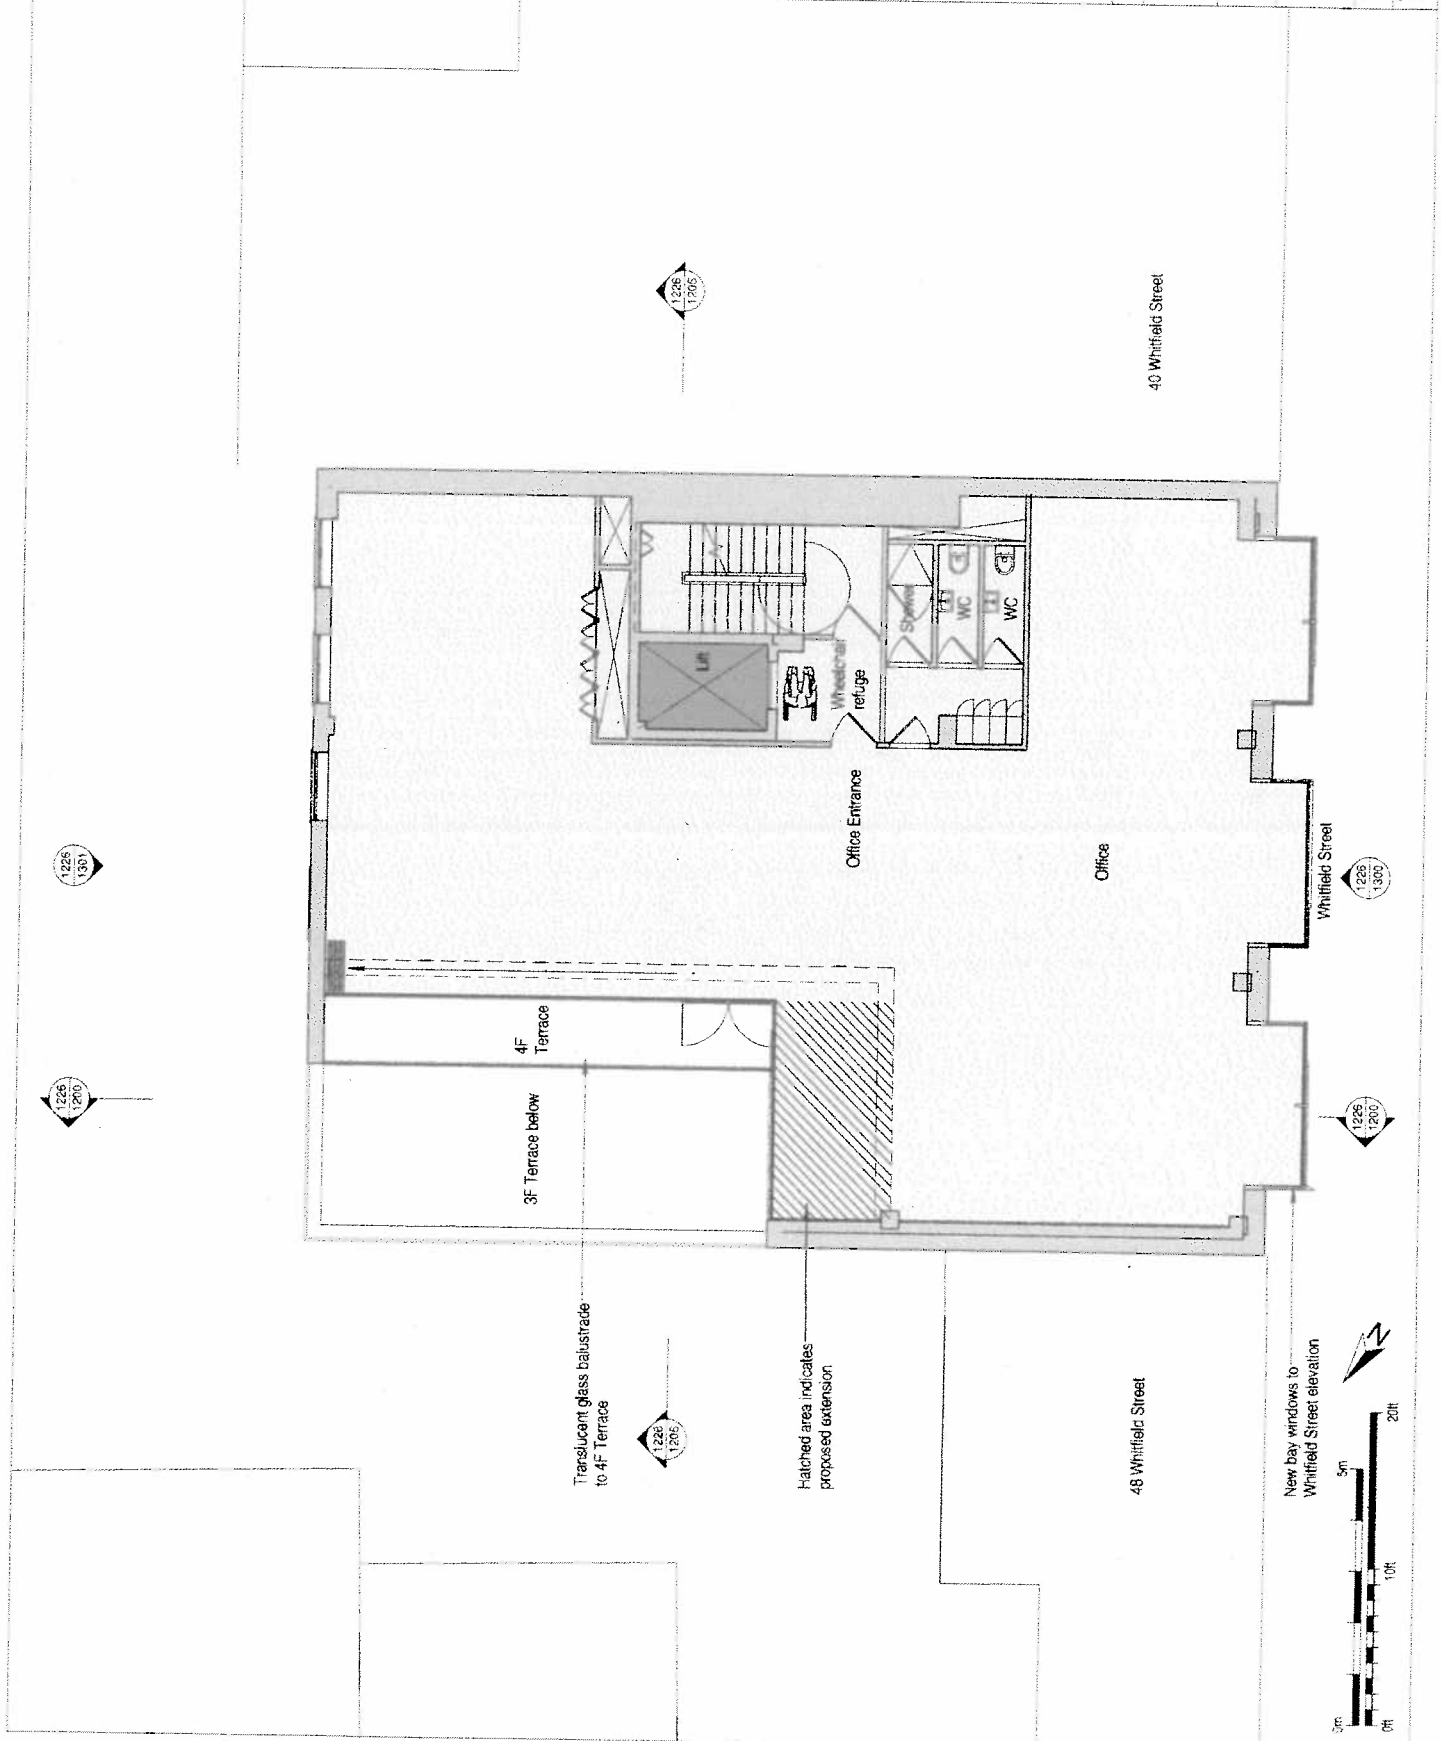 1226
1301
1226
1200
1226
1205
40 Whitfield Street
Lift
Wheelchair
refuge
Shower
WC
WC
Office Entrance
Office
Whitfield Street
1226
1300
4F
Terrace
3F Terrace below
1226
1200
Translucent glass balustrade
to 4F Terrace
1226
1205
Hatched area indicates
proposed extension
48 Whitfield Street
New bay windows to
Whitfield Street elevation
N
0m
5m
0ft
10ft
20ft